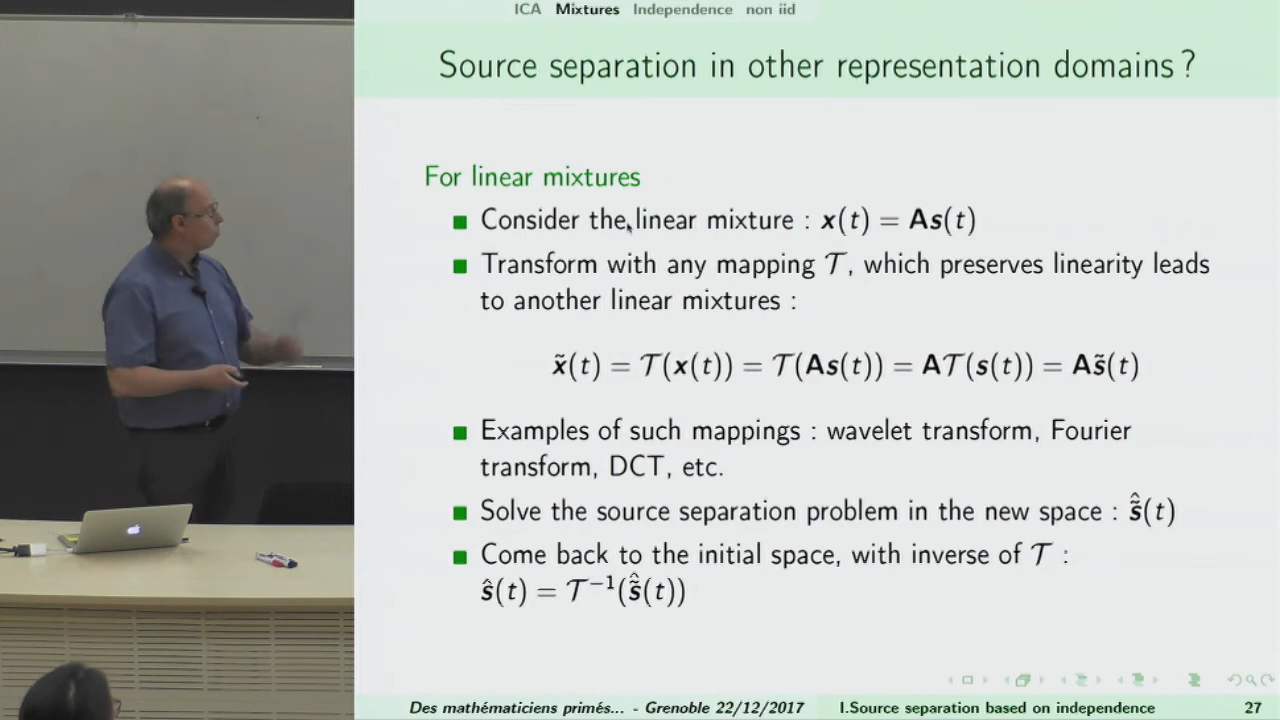 ICA Mixtures Independence non iid
Source separation in other representation domains ?
For linear mixtures
Consider the linear mixture : x(t) = As(t)
Transform with any mapping 𝒯, which preserves linearity leads
to another linear mixtures :
x̃(t) = 𝒯(x(t)) = 𝒯(As(t)) = A𝒯(s(t)) = As̃(t)
Examples of such mappings : wavelet transform, Fourier
transform, DCT, etc.
Solve the source separation problem in the new space : s̃̂(t)
Come back to the initial space, with inverse of 𝒯 :
ŝ(t) = 𝒯⁻¹(s̃̂(t))
Des mathématiciens primés... - Grenoble 22/12/2017 I.Source separation based on independence 27